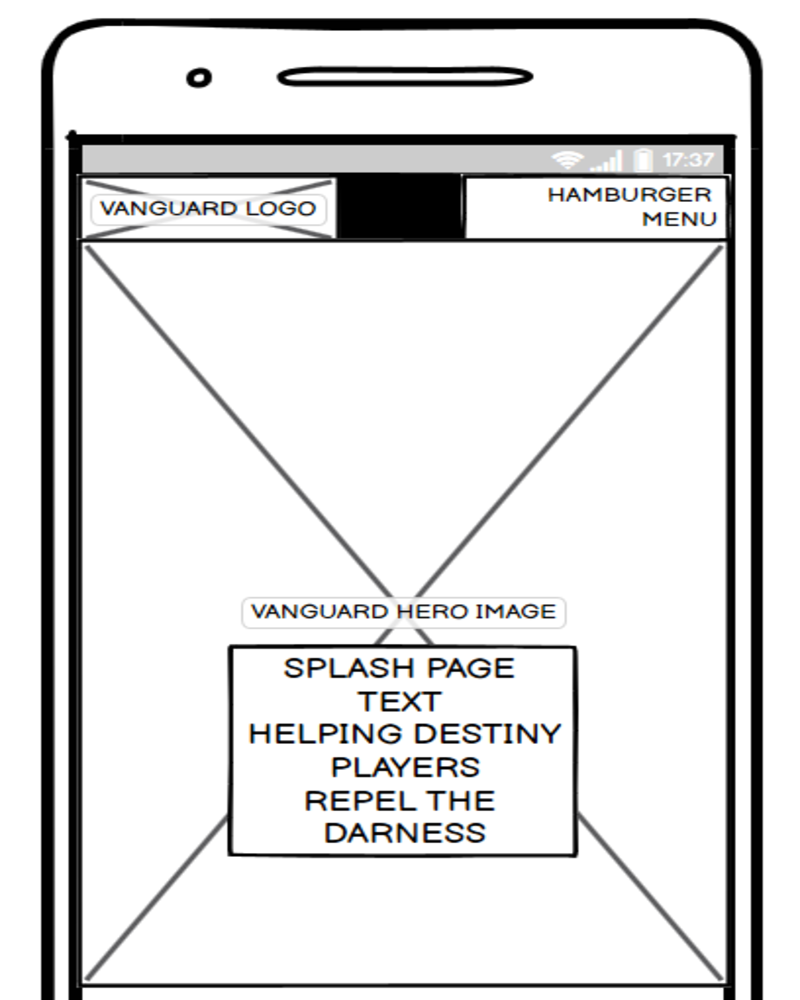 17:37
VANGUARD LOGO
HAMBURGER
MENU
VANGUARD HERO IMAGE
SPLASH PAGE
TEXT
HELPING DESTINY
PLAYERS
REPEL THE
DARNESS